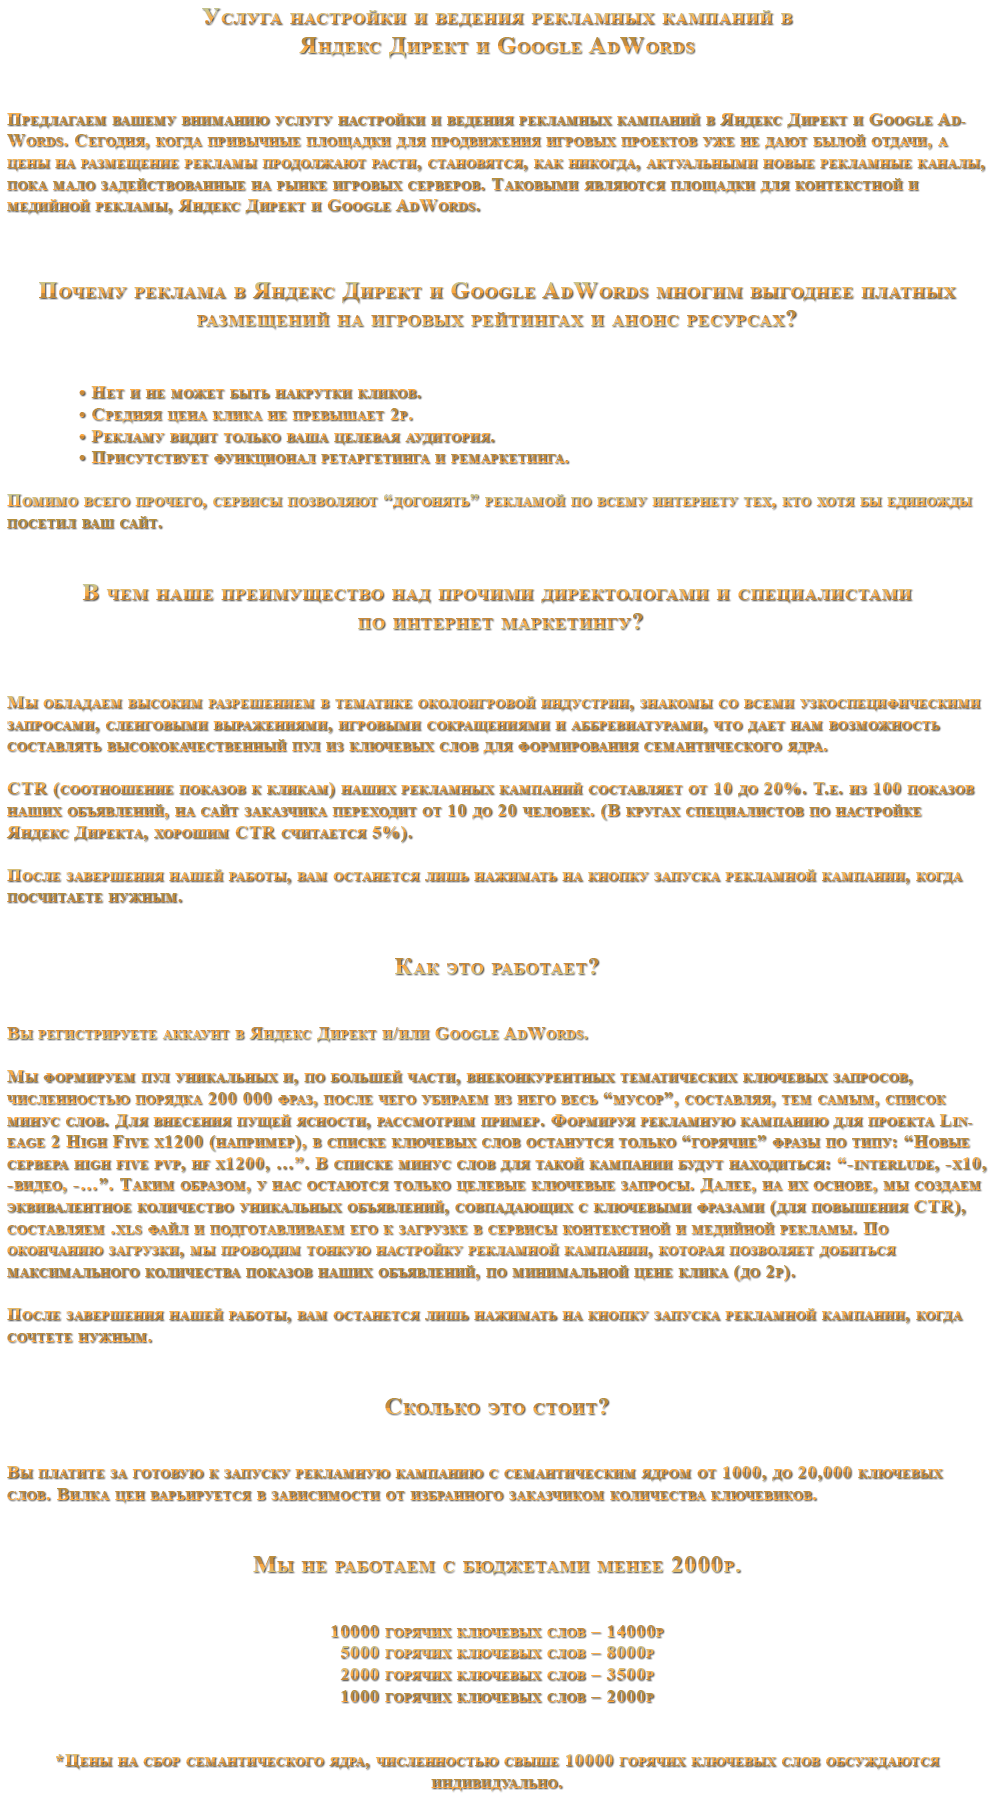 Услуга настройки и ведения рекламных кампаний в
Яндекс Директ и Google AdWords
Предлагаем вашему вниманию услугу настройки и ведения рекламных кампаний в Яндекс Директ и Google Ad-
Words. Сегодня, когда привычные площадки для продвижения игровых проектов уже не дают былой отдачи, а
цены на размещение рекламы продолжают расти, становятся, как никогда, актуальными новые рекламные каналы,
пока мало задействованные на рынке игровых серверов. Таковыми являются площадки для контекстной и
медийной рекламы, Яндекс Директ и Google AdWords.
Почему реклама в Яндекс Директ и Google AdWords многим выгоднее платных
размещений на игровых рейтингах и анонс ресурсах?
• Нет и не может быть накрутки кликов.
• Средняя цена клика не превышает 2р.
• Рекламу видит только ваша целевая аудитория.
• Присутствует функционал ретаргетинга и ремаркетинга.
Помимо всего прочего, сервисы позволяют “догонять” рекламой по всему интернету тех, кто хотя бы единожды
посетил ваш сайт.
В чем наше преимущество над прочими директологами и специалистами
по интернет маркетингу?
Мы обладаем высоким разрешением в тематике околоигровой индустрии, знакомы со всеми узкоспецифическими
запросами, сленговыми выражениями, игровыми сокращениями и аббревиатурами, что дает нам возможность
составлять высококачественный пул из ключевых слов для формирования семантического ядра.
CTR (соотношение показов к кликам) наших рекламных кампаний составляет от 10 до 20%. Т.е. из 100 показов
наших объявлений, на сайт заказчика переходит от 10 до 20 человек. (В кругах специалистов по настройке
Яндекс Директа, хорошим CTR считается 5%).
После завершения нашей работы, вам останется лишь нажимать на кнопку запуска рекламной кампании, когда
посчитаете нужным.
Как это работает?
Вы регистрируете аккаунт в Яндекс Директ и/или Google AdWords.
Мы формируем пул уникальных и, по большей части, внеконкурентных тематических ключевых запросов,
численностью порядка 200 000 фраз, после чего убираем из него весь “мусор”, составляя, тем самым, список
минус слов. Для внесения пущей ясности, рассмотрим пример. Формируя рекламную кампанию для проекта Lin-
eage 2 High Five x1200 (например), в списке ключевых слов останутся только “горячие” фразы по типу: “Новые
сервера high five pvp, hf x1200, ...”. В списке минус слов для такой кампании будут находиться: “-interlude, -x10,
-видео, -...”. Таким образом, у нас остаются только целевые ключевые запросы. Далее, на их основе, мы создаем
эквивалентное количество уникальных объявлений, совпадающих с ключевыми фразами (для повышения CTR),
составляем .xls файл и подготавливаем его к загрузке в сервисы контекстной и медийной рекламы. По
окончанию загрузки, мы проводим тонкую настройку рекламной кампании, которая позволяет добиться
максимального количества показов наших объявлений, по минимальной цене клика (до 2р).
После завершения нашей работы, вам останется лишь нажимать на кнопку запуска рекламной кампании, когда
сочтете нужным.
Сколько это стоит?
Вы платите за готовую к запуску рекламную кампанию с семантическим ядром от 1000, до 20,000 ключевых
слов. Вилка цен варьируется в зависимости от избранного заказчиком количества ключевиков.
Мы не работаем с бюджетами менее 2000р.
10000 горячих ключевых слов – 14000р
5000 горячих ключевых слов – 8000р
2000 горячих ключевых слов – 3500р
1000 горячих ключевых слов – 2000р
*Цены на сбор семантического ядра, численностью свыше 10000 горячих ключевых слов обсуждаются
индивидуально.